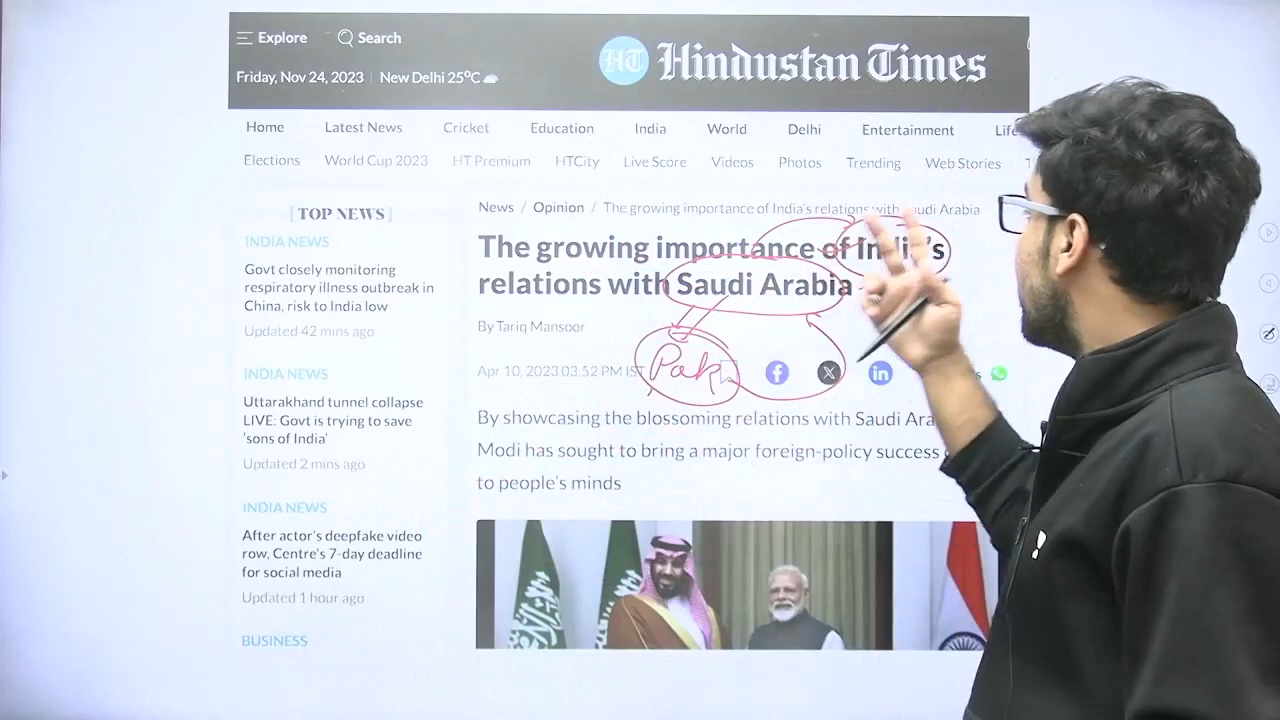 Explore
Search
HT Hindustan Times
Friday, Nov 24, 2023 | New Delhi 25°C
Home Latest News Cricket Education India World Delhi Entertainment Life
Elections World Cup 2023 HT Premium HTCity Live Score Videos Photos Trending Web Stories
[ TOP NEWS ]
INDIA NEWS
Govt closely monitoring
respiratory illness outbreak in
China, risk to India low
Updated 42 mins ago
INDIA NEWS
Uttarakhand tunnel collapse
LIVE: Govt is trying to save
‘sons of India’
Updated 2 mins ago
INDIA NEWS
After actor's deepfake video
row, Centre's 7-day deadline
for social media
Updated 1 hour ago
BUSINESS
News / Opinion / The growing importance of India's relations with Saudi Arabia
The growing importance of India's
relations with Saudi Arabia
By Tariq Mansoor
Apr 10, 2023 03:52 PM IST
Pak
By showcasing the blossoming relations with Saudi Ara
Modi has sought to bring a major foreign-policy success
to people's minds